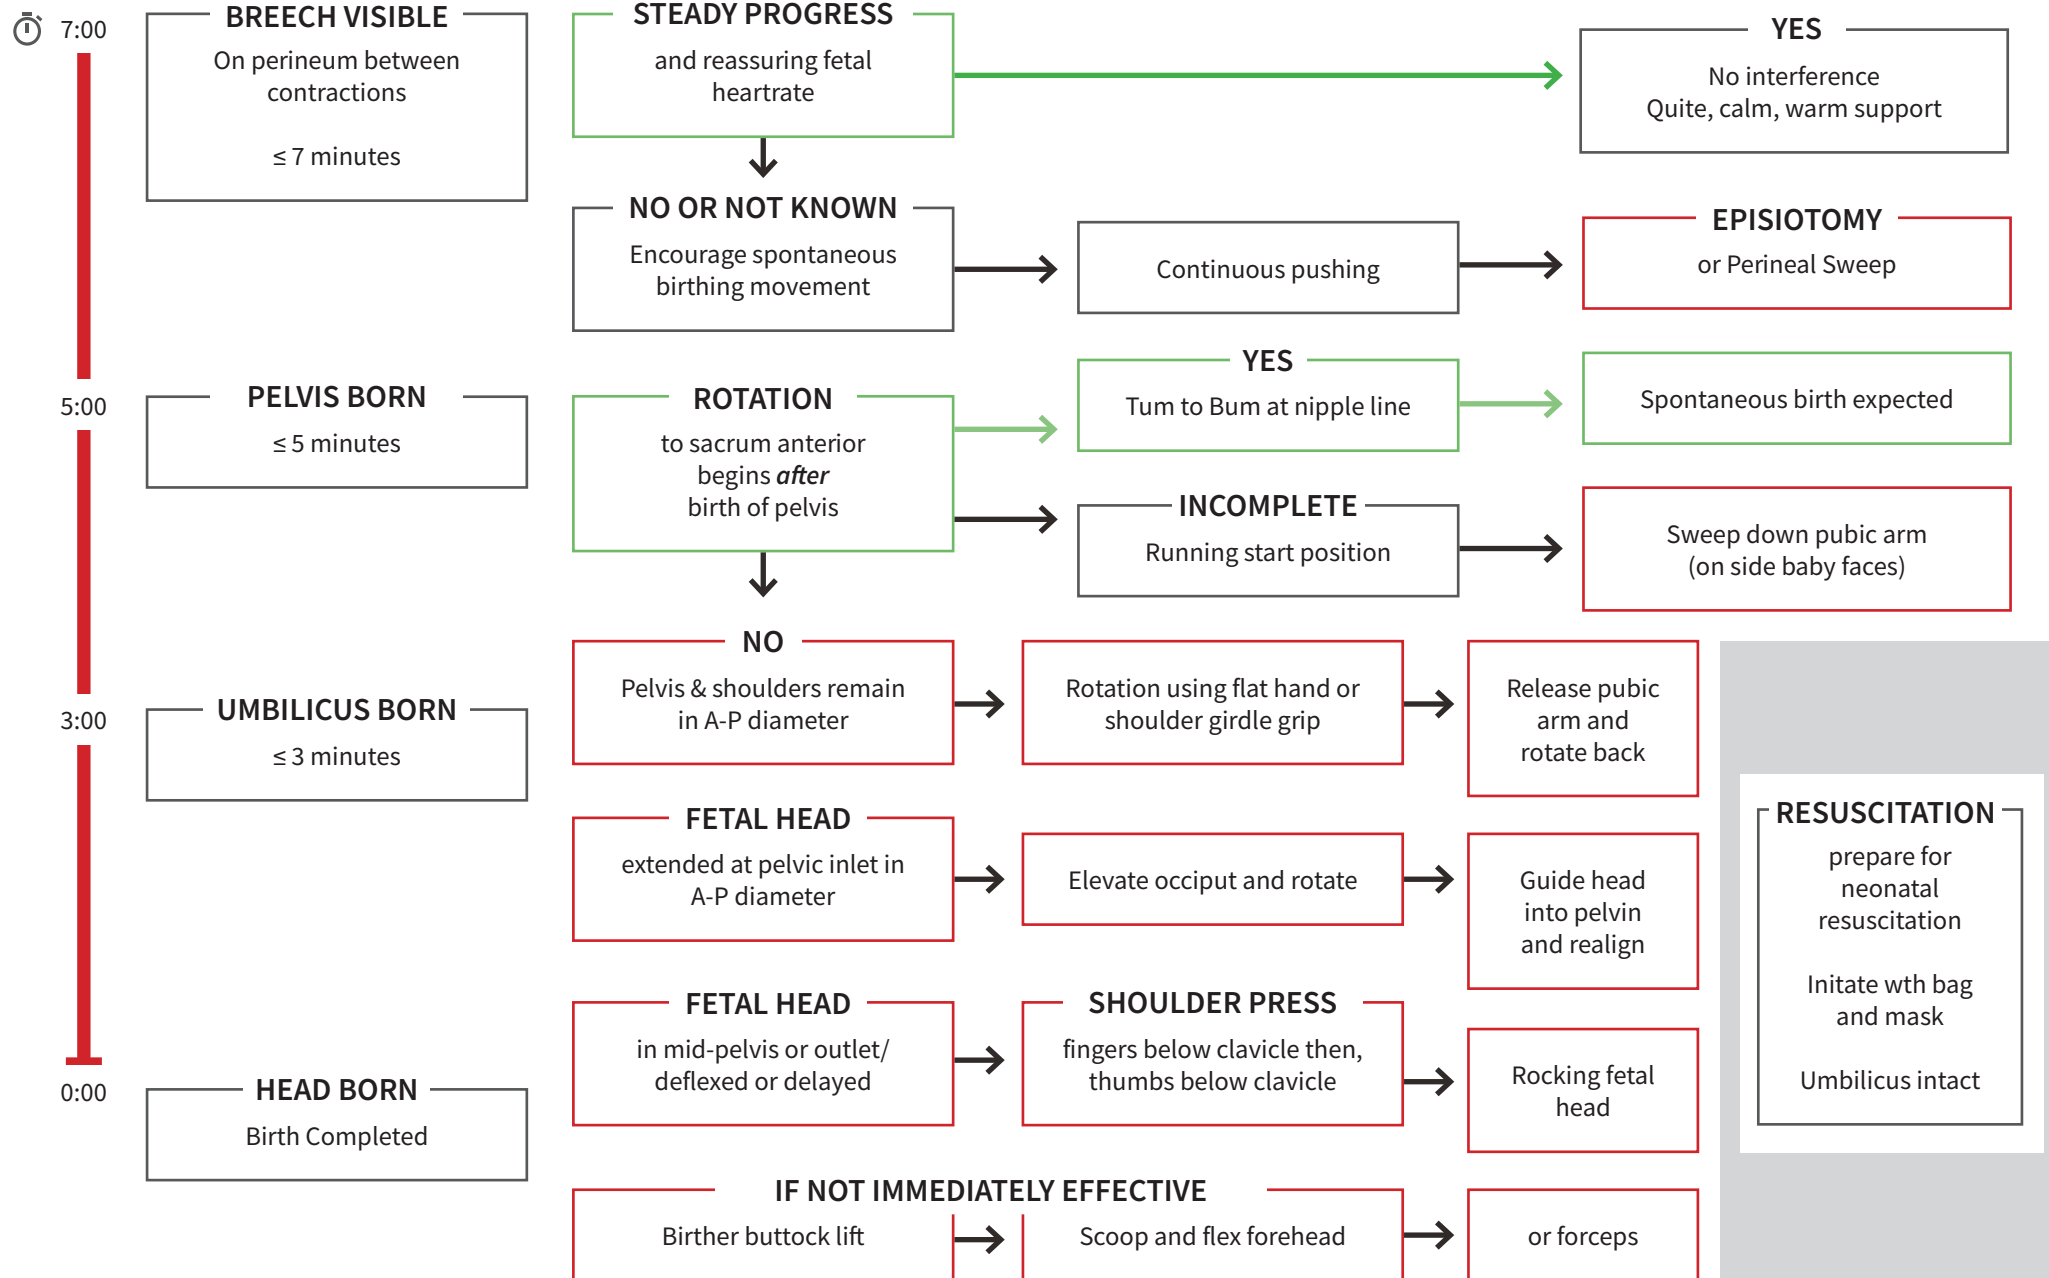 7:00
BREECH VISIBLE
On perineum between
contractions
≤ 7 minutes
STEADY PROGRESS
and reassuring fetal
heartrate
YES
No interference
Quite, calm, warm support
NO OR NOT KNOWN
Encourage spontaneous
birthing movement
Continuous pushing
EPISIOTOMY
or Perineal Sweep
5:00
PELVIS BORN
≤ 5 minutes
ROTATION
to sacrum anterior
begins after
birth of pelvis
YES
Tum to Bum at nipple line
Spontaneous birth expected
INCOMPLETE
Running start position
Sweep down pubic arm
(on side baby faces)
3:00
UMBILICUS BORN
≤ 3 minutes
NO
Pelvis & shoulders remain
in A-P diameter
Rotation using flat hand or
shoulder girdle grip
Release pubic
arm and
rotate back
FETAL HEAD
extended at pelvic inlet in
A-P diameter
Elevate occiput and rotate
Guide head
into pelvin
and realign
FETAL HEAD
in mid-pelvis or outlet/
deflexed or delayed
SHOULDER PRESS
fingers below clavicle then,
thumbs below clavicle
Rocking fetal
head
RESUSCITATION
prepare for
neonatal
resuscitation
Initate wth bag
and mask
Umbilicus intact
0:00
HEAD BORN
Birth Completed
IF NOT IMMEDIATELY EFFECTIVE
Birther buttock lift
Scoop and flex forehead
or forceps